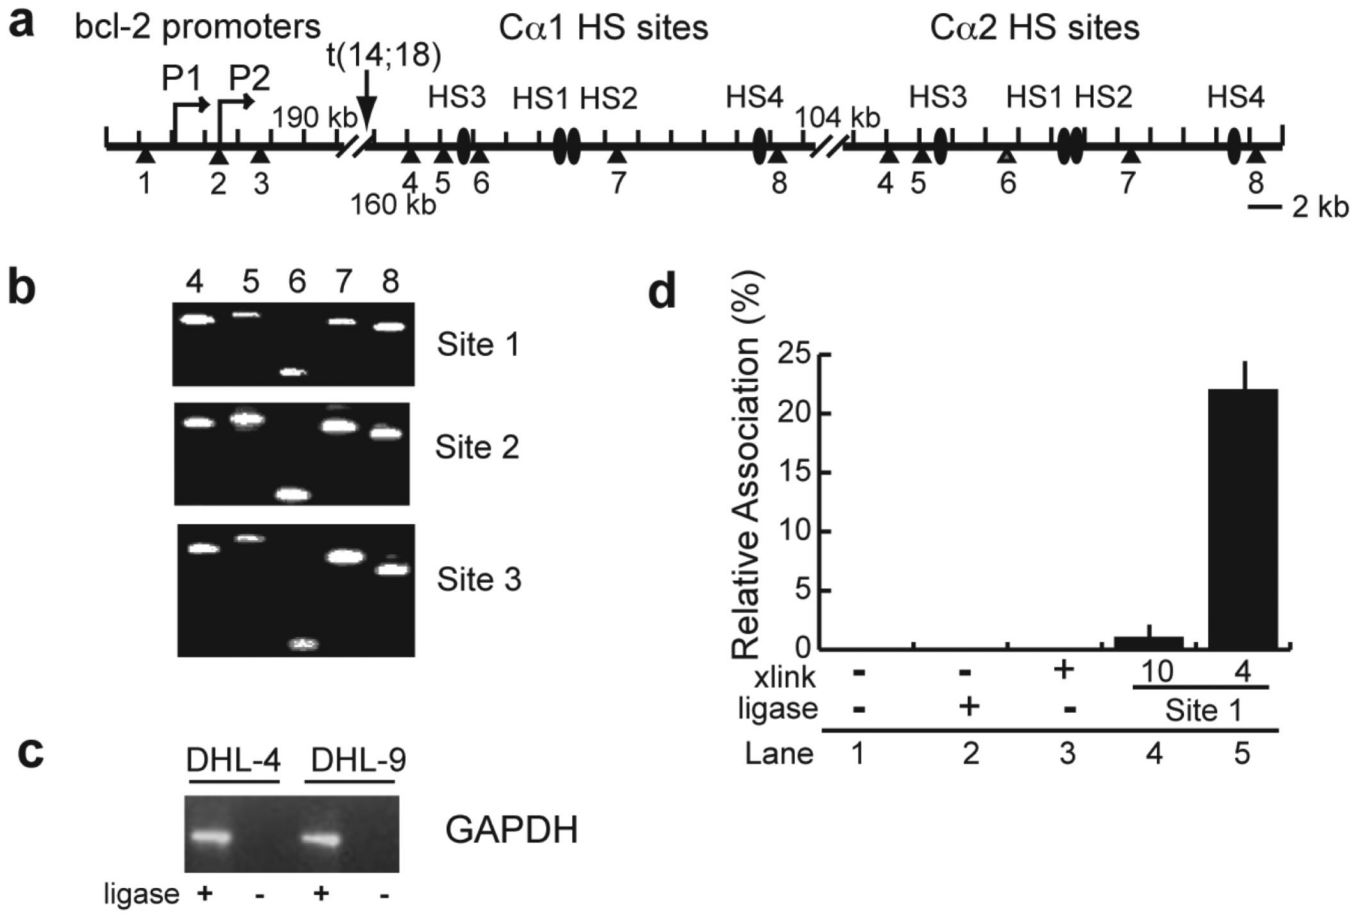 a
bcl-2 promoters
Cα1 HS sites
Cα2 HS sites
t(14;18)
P1 P2
HS3 HS1 HS2 HS4
HS3 HS1 HS2 HS4
190 kb
104 kb
1 2 3 4 5 6 7 8 4 5 6 7 8
160 kb
2 kb
b
4 5 6 7 8
Site 1
Site 2
Site 3
c
DHL-4 DHL-9
GAPDH
ligase + - + -
d
Relative Association (%)
25
20
15
10
5
0
xlink - - + 10 4
ligase - + - Site 1
Lane 1 2 3 4 5